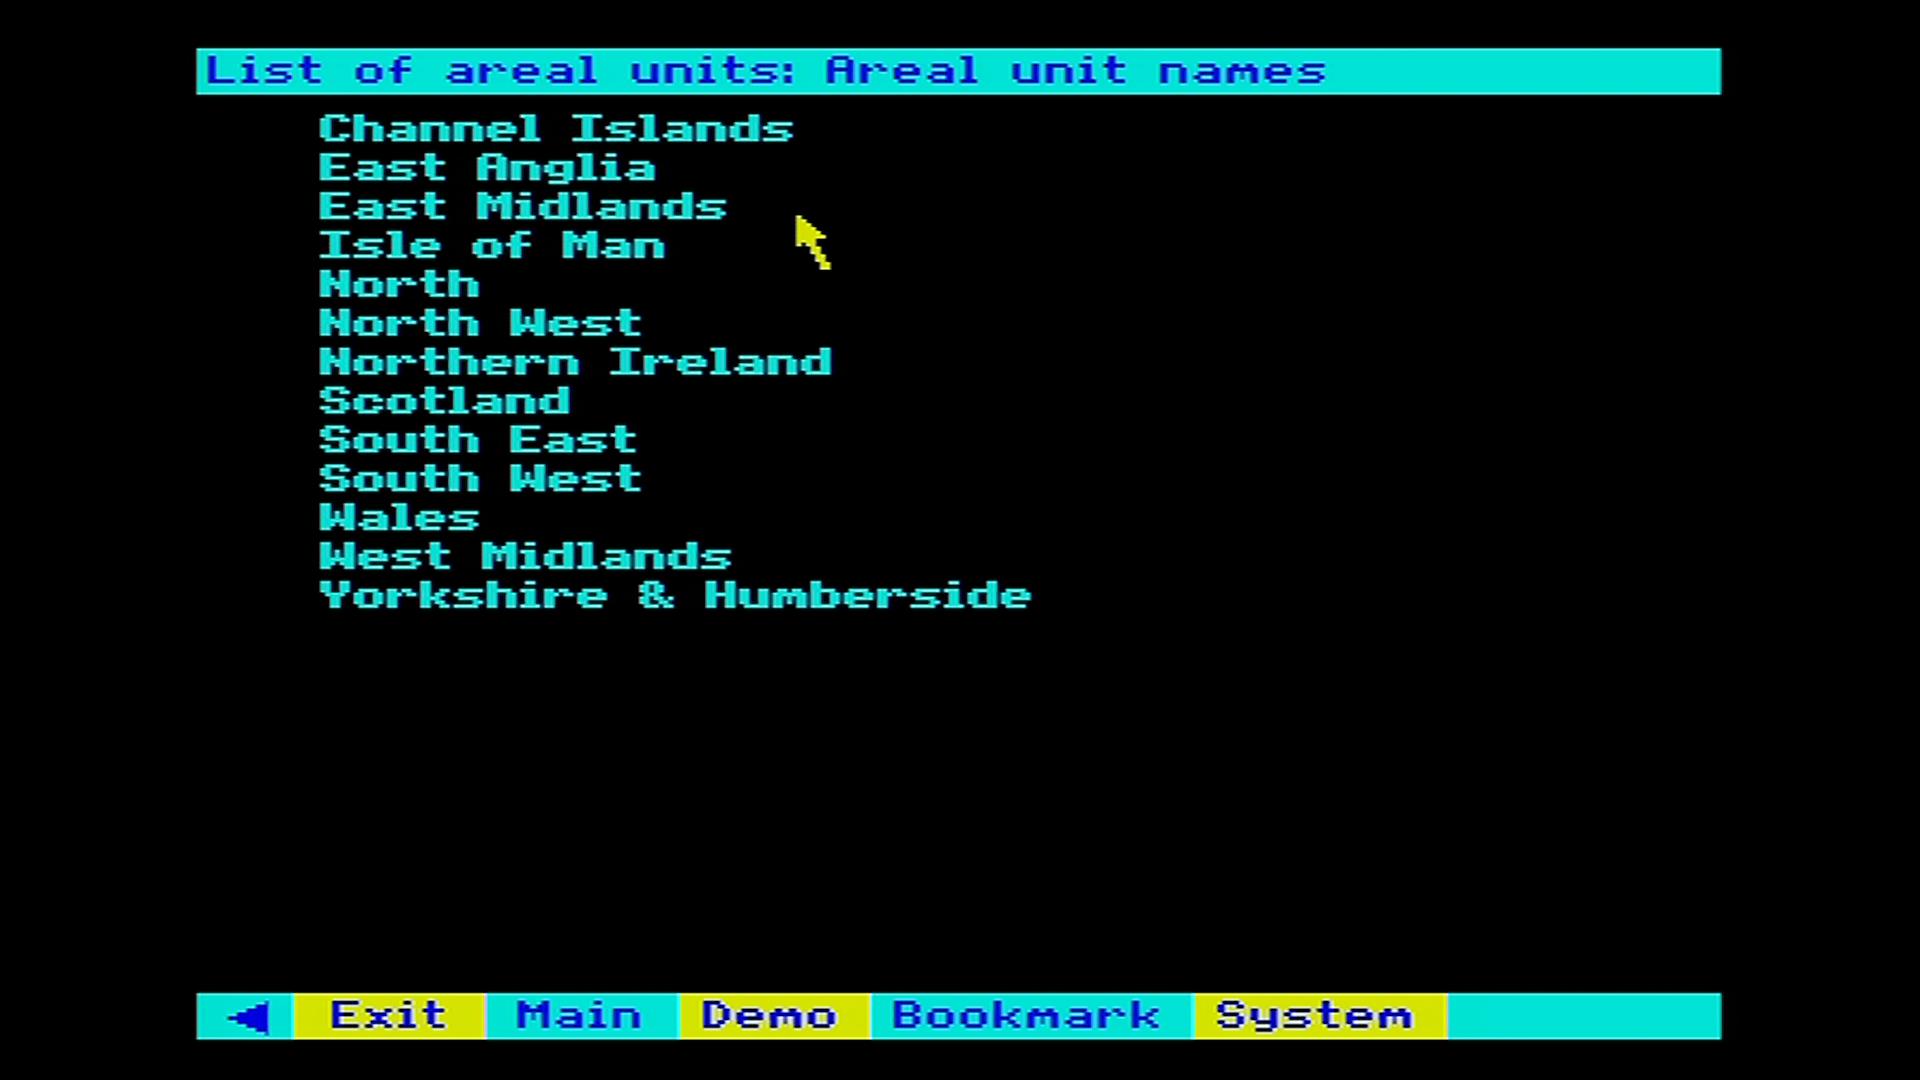 List of areal units: Areal unit names
Channel Islands
East Anglia
East Midlands
Isle of Man
North
North West
Northern Ireland
Scotland
South East
South West
Wales
West Midlands
Yorkshire & Humberside
Exit Main Demo Bookmark System